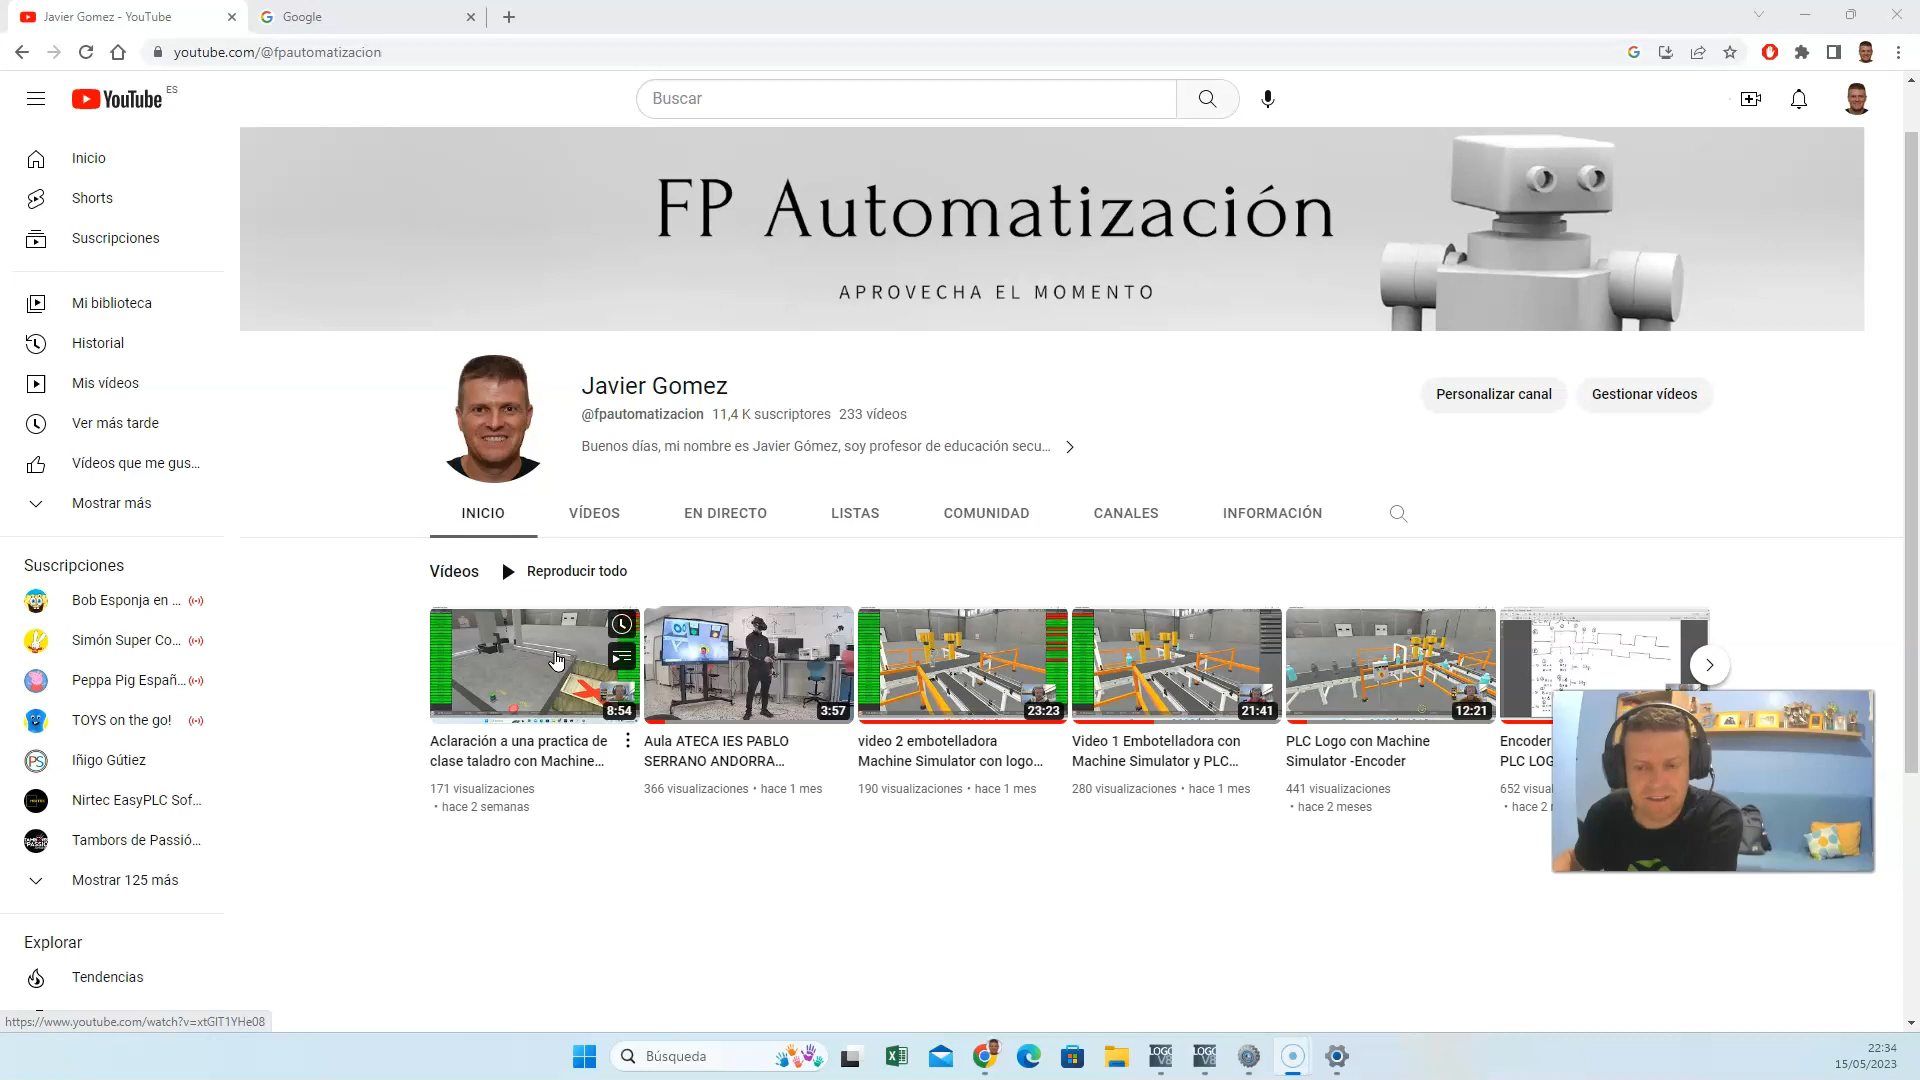 Javier Gomez - YouTube
Google
youtube.com/@fpautomatizacion
YouTube ES
Buscar
Inicio
Shorts
Suscripciones
Mi biblioteca
Historial
Mis vídeos
Ver más tarde
Vídeos que me gus...
Mostrar más
Suscripciones
Bob Esponja en ...
Simón Super Co...
Peppa Pig Españ...
TOYS on the go!
Iñigo Gútiez
Nirtec EasyPLC Sof...
Tambors de Passió...
Mostrar 125 más
Explorar
Tendencias
https://www.youtube.com/watch?v=xtGIT1YHe08
FP Automatización
APROVECHA EL MOMENTO
Javier Gomez
@fpautomatizacion 11,4 K suscriptores 233 vídeos
Buenos días, mi nombre es Javier Gómez, soy profesor de educación secu...
Personalizar canal
Gestionar vídeos
INICIO
VÍDEOS
EN DIRECTO
LISTAS
COMUNIDAD
CANALES
INFORMACIÓN
Vídeos
Reproducir todo
8:54
Aclaración a una practica de
clase taladro con Machine...
171 visualizaciones
• hace 2 semanas
3:57
Aula ATECA IES PABLO
SERRANO ANDORRA...
366 visualizaciones • hace 1 mes
23:23
video 2 embotelladora
Machine Simulator con logo...
190 visualizaciones • hace 1 mes
21:41
Video 1 Embotelladora con
Machine Simulator y PLC...
280 visualizaciones • hace 1 mes
12:21
PLC Logo con Machine
Simulator -Encoder
441 visualizaciones
• hace 2 meses
Encoder
PLC LOG
652 visual
• hace 2
Búsqueda
22:34
15/05/2023